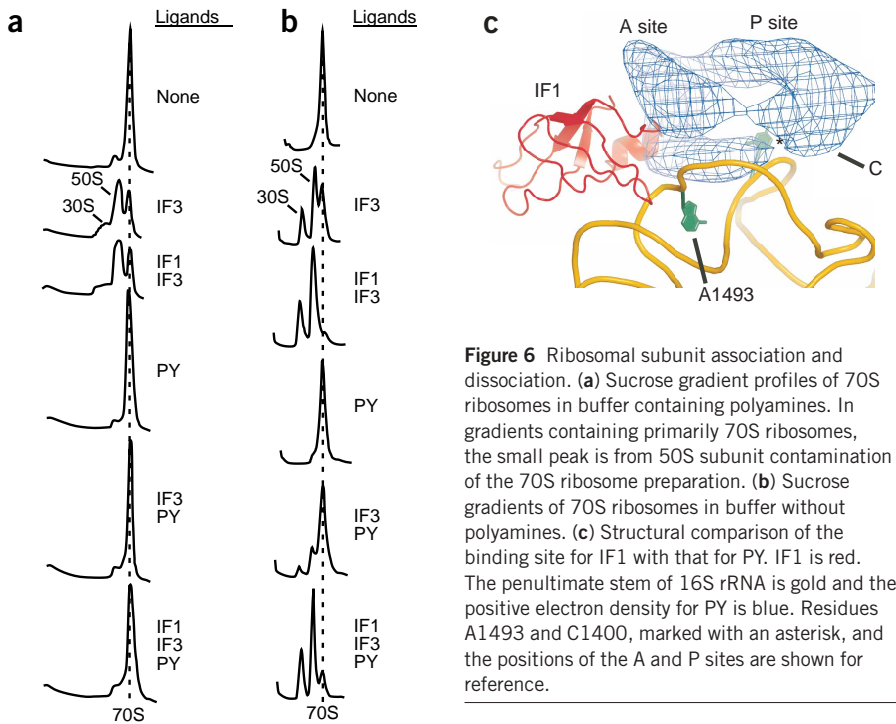 a
Ligands
None
50S
30S
IF3
IF1
IF3
PY
IF3
PY
IF1
IF3
PY
70S
b
Ligands
None
50S
30S
IF3
IF1
IF3
PY
IF3
PY
IF1
IF3
PY
70S
c
A site
P site
IF1
*
C
A1493
Figure 6 Ribosomal subunit association and
dissociation. (a) Sucrose gradient profiles of 70S
ribosomes in buffer containing polyamines. In
gradients containing primarily 70S ribosomes,
the small peak is from 50S subunit contamination
of the 70S ribosome preparation. (b) Sucrose
gradients of 70S ribosomes in buffer without
polyamines. (c) Structural comparison of the
binding site for IF1 with that for PY. IF1 is red.
The penultimate stem of 16S rRNA is gold and the
positive electron density for PY is blue. Residues
A1493 and C1400, marked with an asterisk, and
the positions of the A and P sites are shown for
reference.